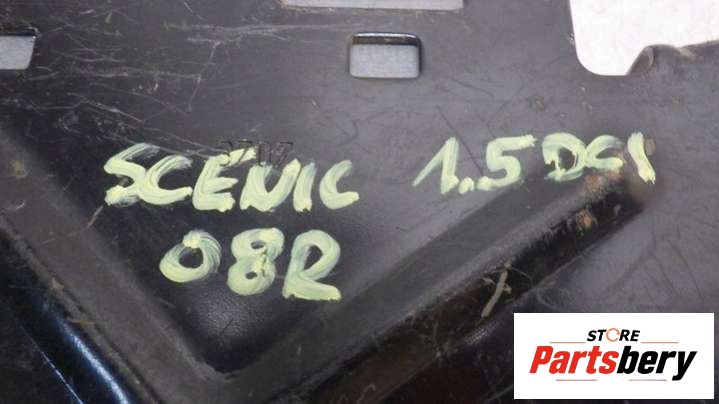 SCENIC 1.5 DCI
08R
STORE
Partsbery